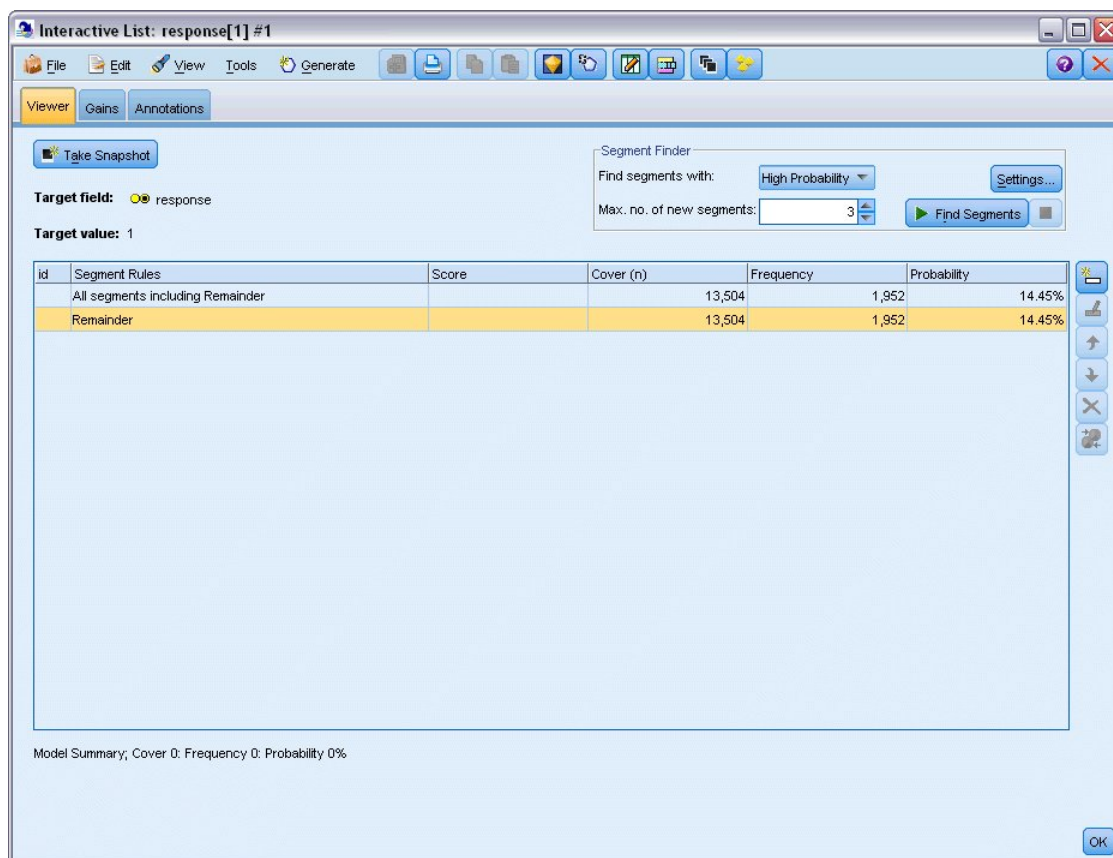 Interactive List: response[1] #1
File Edit View Tools Generate
Viewer Gains Annotations
Take Snapshot
Segment Finder
Find segments with: High Probability Settings...
Target field: response
Max. no. of new segments: 3 Find Segments
Target value: 1
id Segment Rules Score Cover (n) Frequency Probability
All segments including Remainder 13,504 1,952 14.45%
Remainder 13,504 1,952 14.45%
Model Summary; Cover 0: Frequency 0: Probability 0%
OK